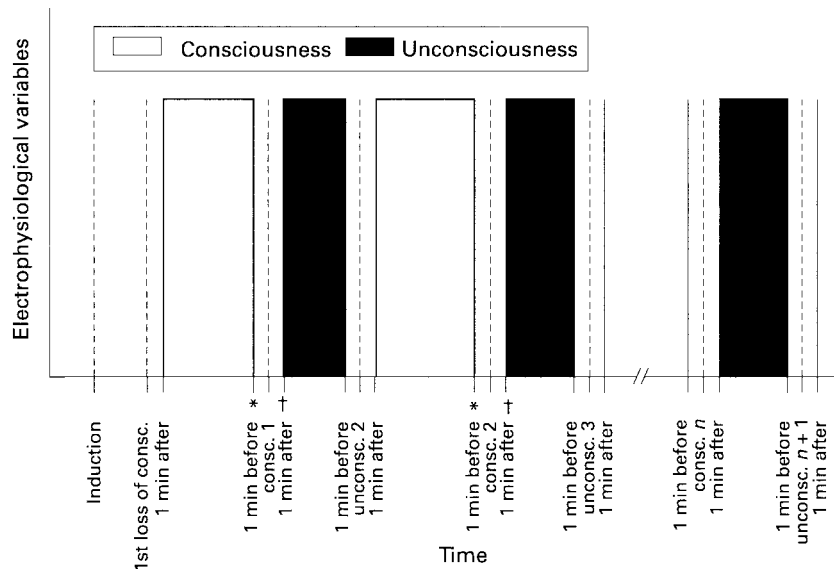 Electrophysiological variables
Consciousness
Unconsciousness
*
†
*
†
//
Induction
1st loss of consc.
1 min after
1 min before
consc. 1
1 min after
1 min before
unconsc. 2
1 min after
1 min before
consc. 2
1 min after
1 min before
unconsc. 3
1 min after
1 min before
consc. n
1 min after
1 min before
unconsc. n + 1
1 min after
Time